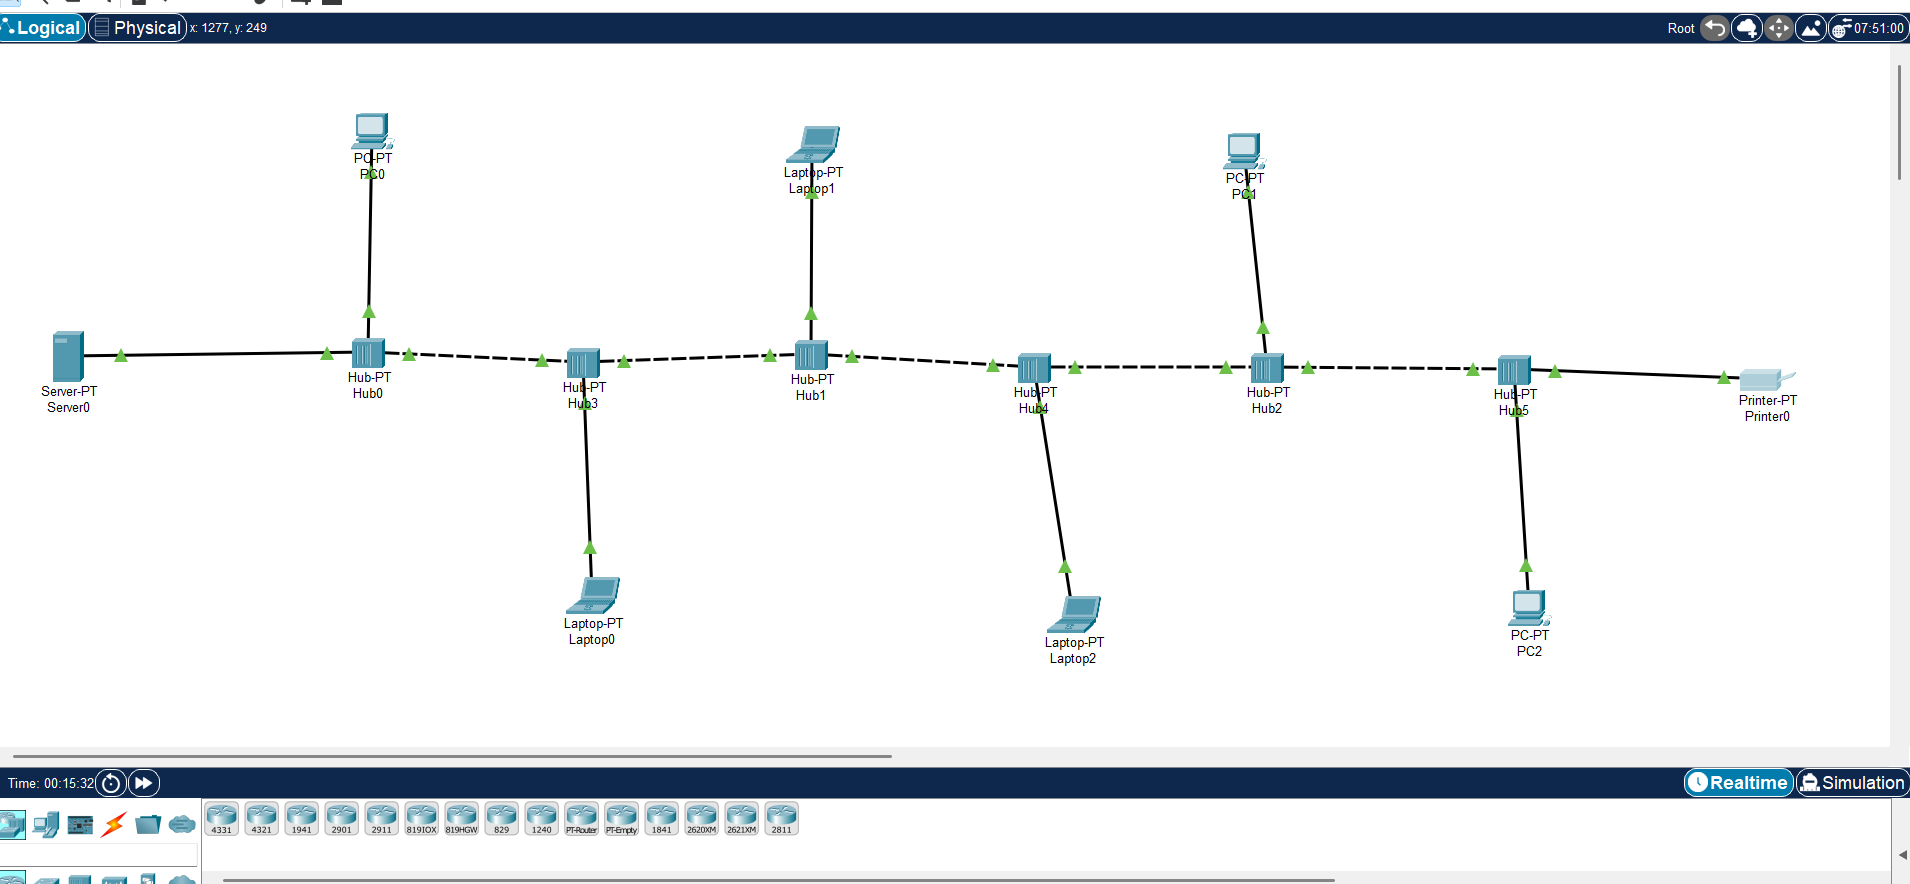 Logical Physical x: 1277, y: 249 Root 07:51:00
PC-PT
PC0
Laptop-PT
Laptop1
PC-PT
PC1
Server-PT
Server0
Hub-PT
Hub0
Hub-PT
Hub3
Hub-PT
Hub1
Hub-PT
Hub4
Hub-PT
Hub2
Hub-PT
Hub5
Printer-PT
Printer0
Laptop-PT
Laptop0
Laptop-PT
Laptop2
PC-PT
PC2
Time: 00:15:32 Realtime Simulation
4331 4321 1941 2901 2911 819IOX 819HGW 829 1240 PT-Router PT-Empty 1841 2620XM 2621XM 2811